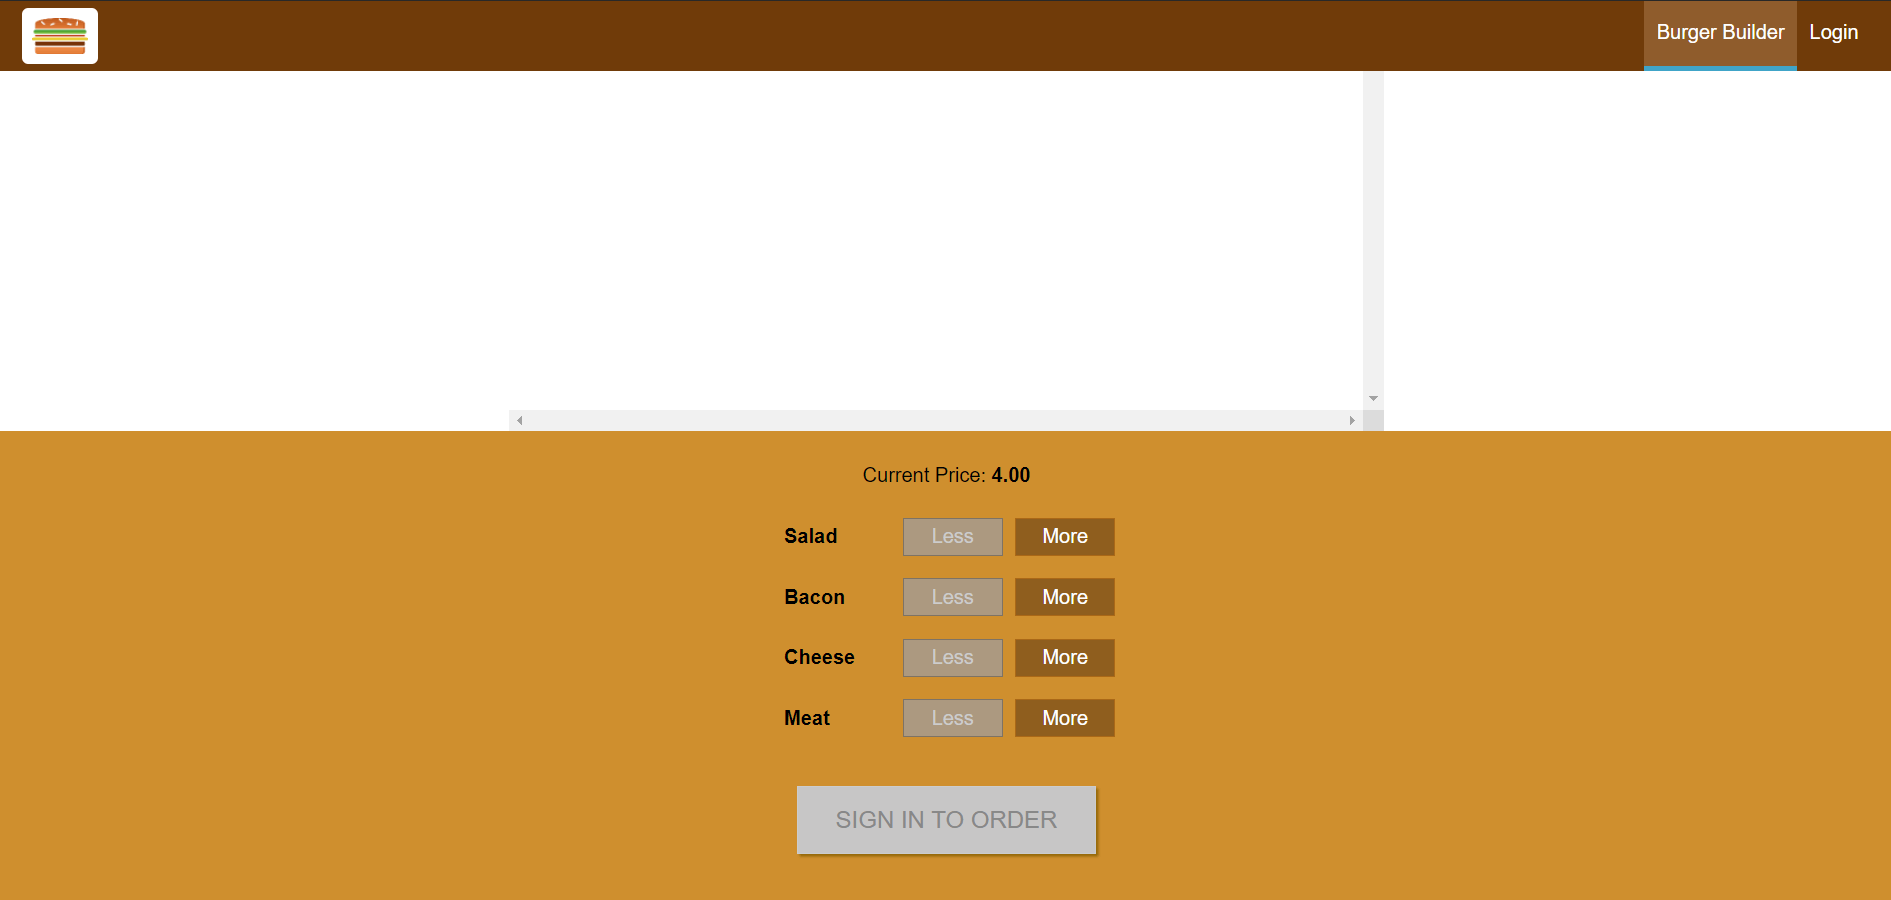 Burger Builder Login
Current Price: 4.00
Salad Less More
Bacon Less More
Cheese Less More
Meat Less More
SIGN IN TO ORDER